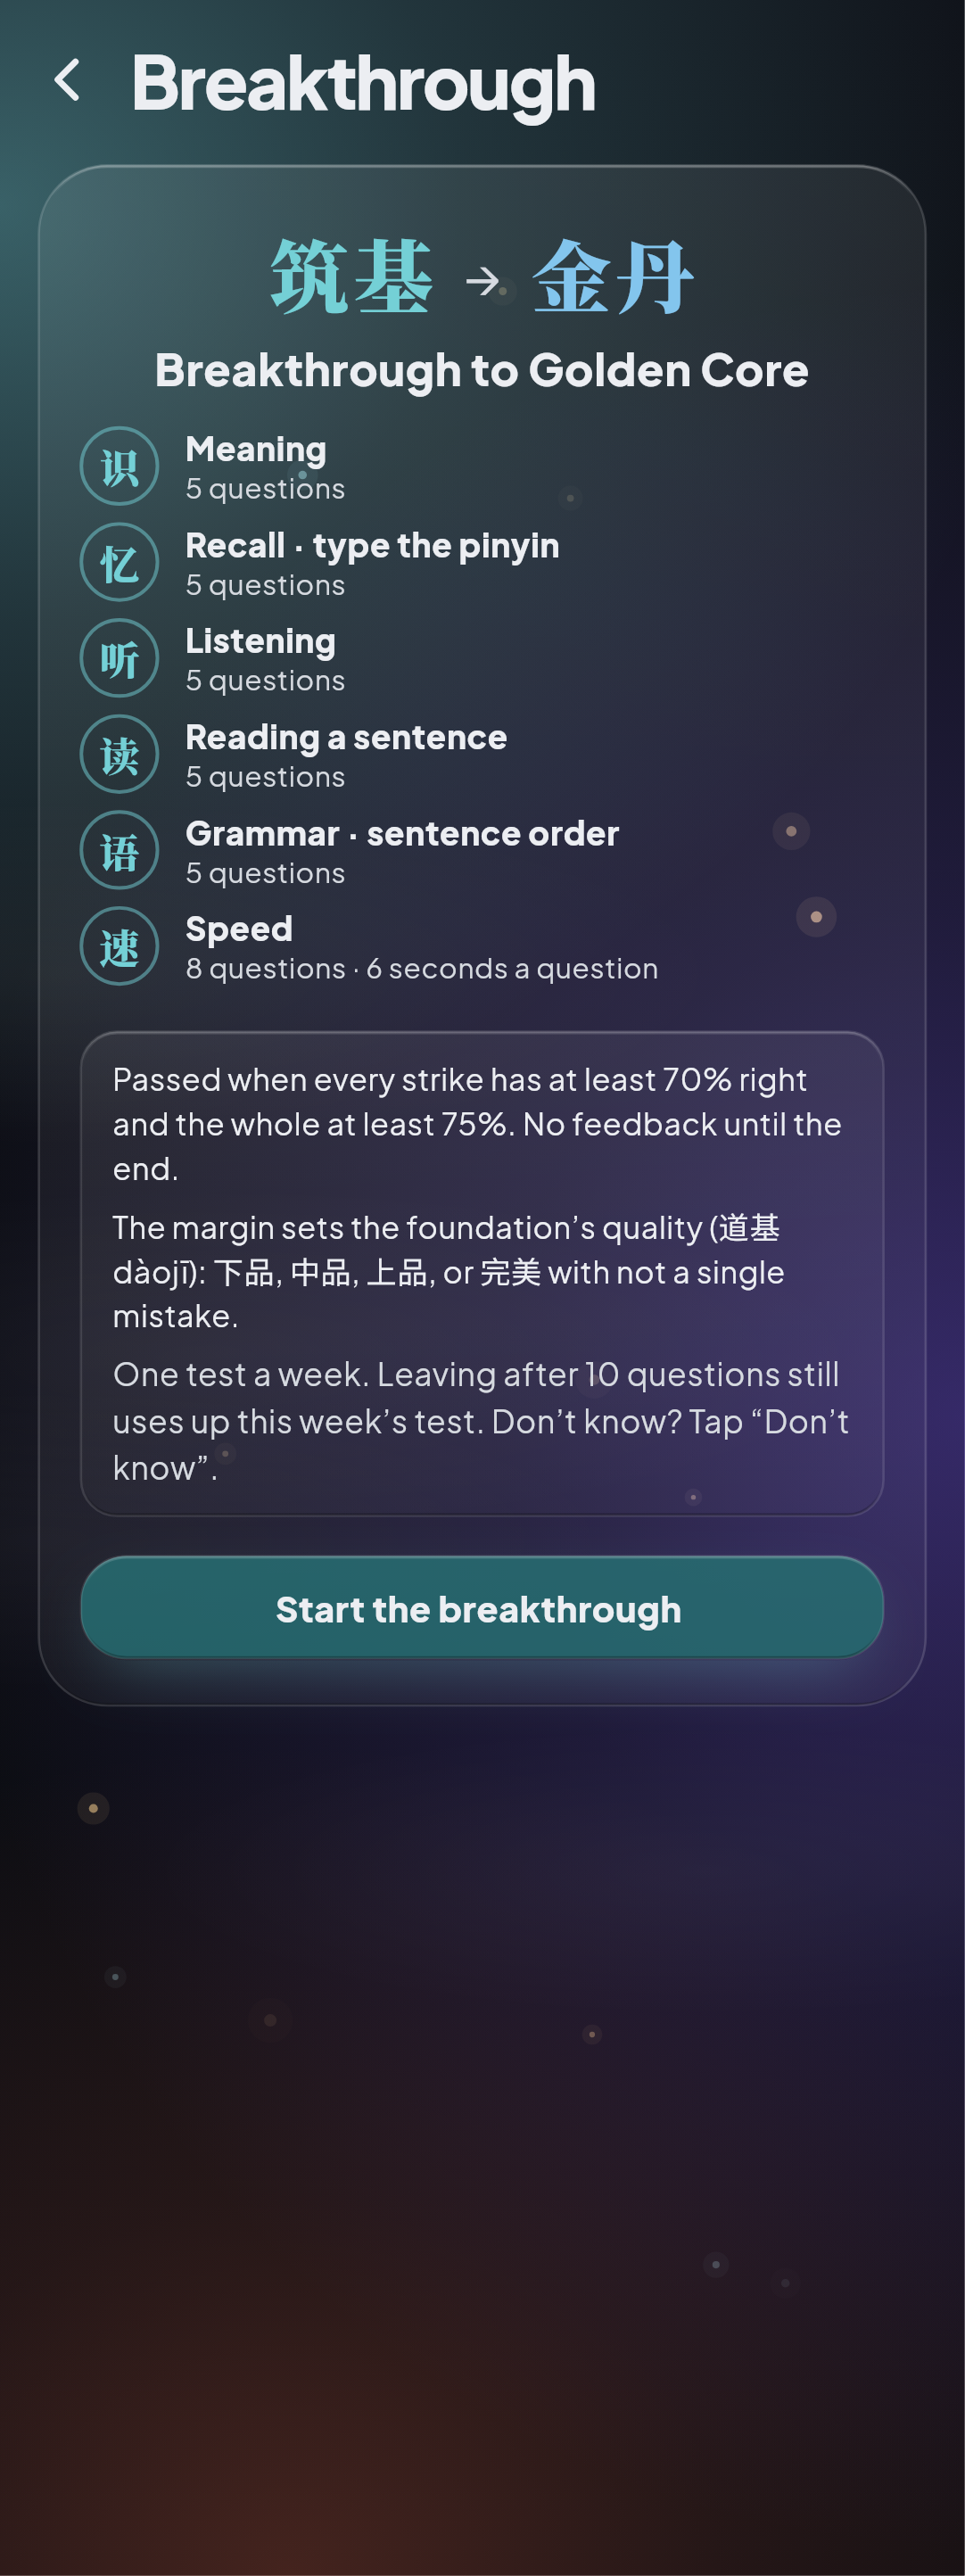 Breakthrough
筑基 → 金丹
Breakthrough to Golden Core
识 Meaning
5 questions
忆 Recall · type the pinyin
5 questions
听 Listening
5 questions
读 Reading a sentence
5 questions
语 Grammar · sentence order
5 questions
速 Speed
8 questions · 6 seconds a question
Passed when every strike has at least 70% right
and the whole at least 75%. No feedback until the
end.
The margin sets the foundation’s quality (道基
dàojī): 下品, 中品, 上品, or 完美 with not a single
mistake.
One test a week. Leaving after 10 questions still
uses up this week’s test. Don’t know? Tap “Don’t
know”.
Start the breakthrough